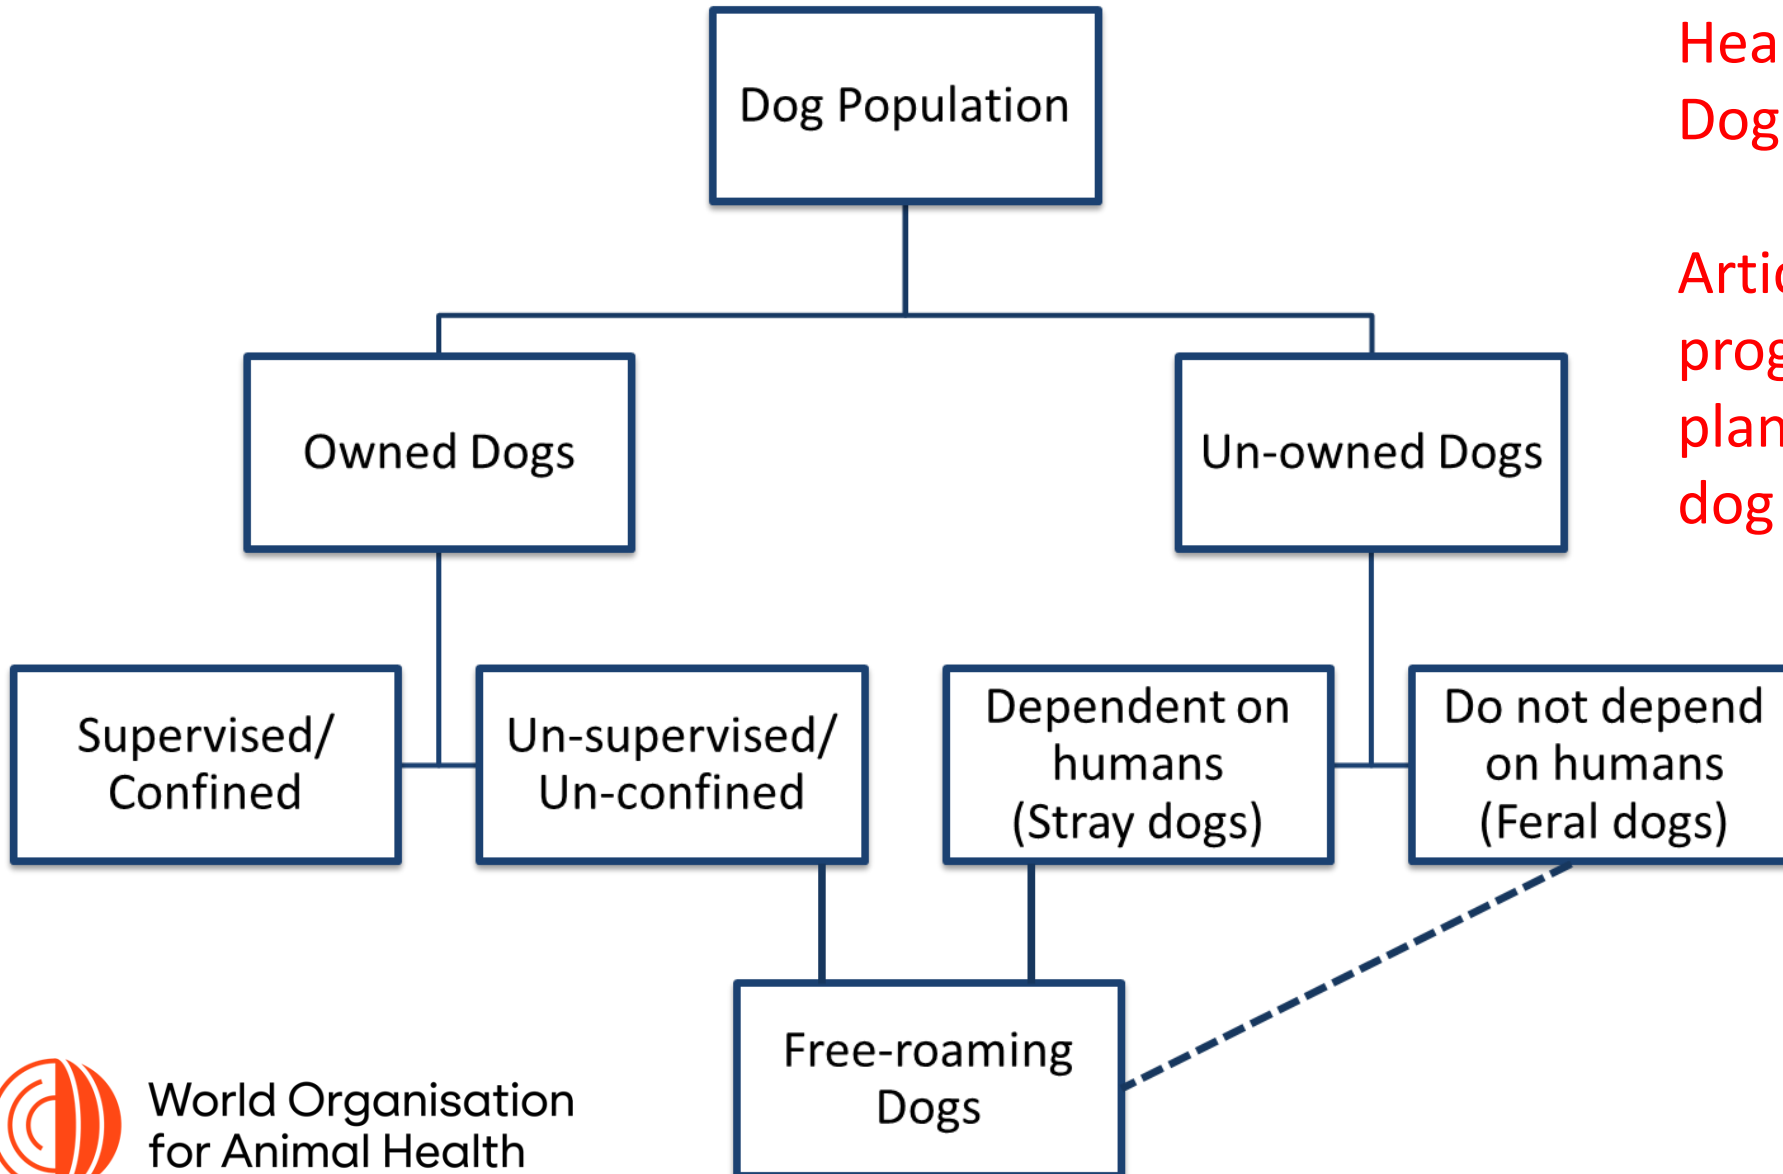 Dog Population
Owned Dogs
Un-owned Dogs
Supervised/
Confined
Un-supervised/
Un-confined
Dependent on
humans
(Stray dogs)
Do not depend
on humans
(Feral dogs)
Free-roaming
Dogs
World Organisation
for Animal Health
Dog
dog